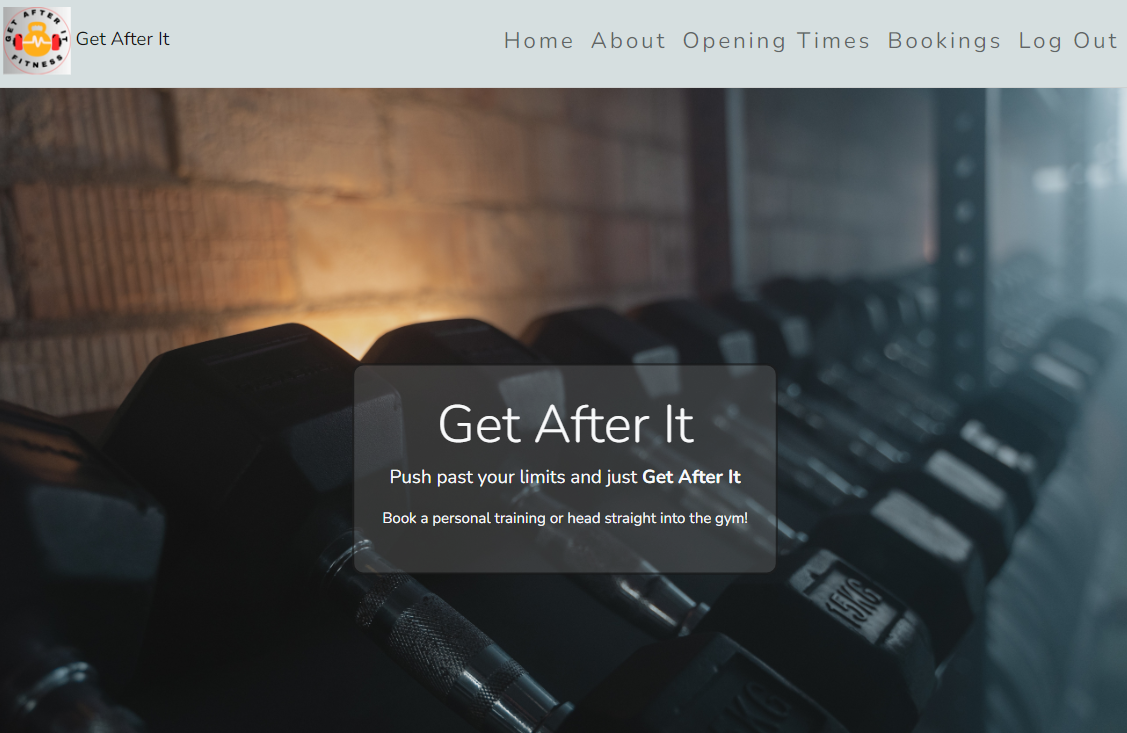 GET AFTER IT
FITNESS
Get After It
Home About Opening Times Bookings Log Out
Get After It
Push past your limits and just Get After It
Book a personal training or head straight into the gym!
15KG
KG